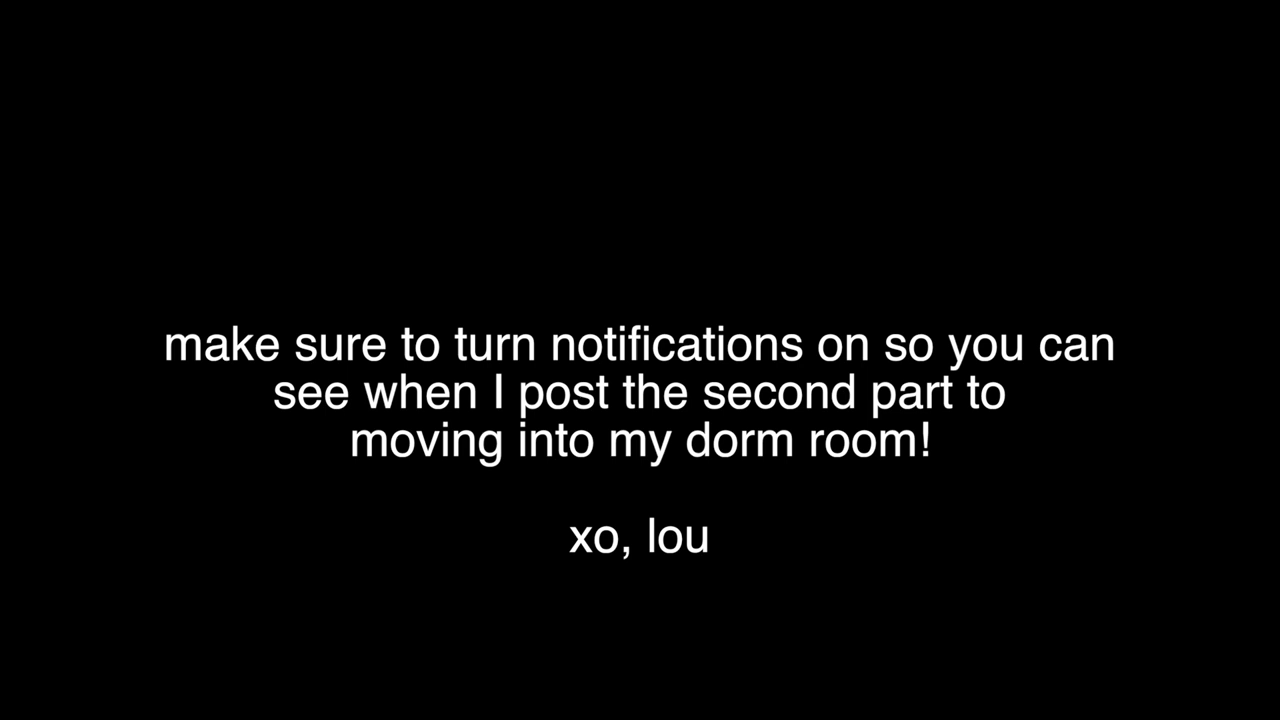 make sure to turn notifications on so you can
see when I post the second part to
moving into my dorm room!
xo, lou